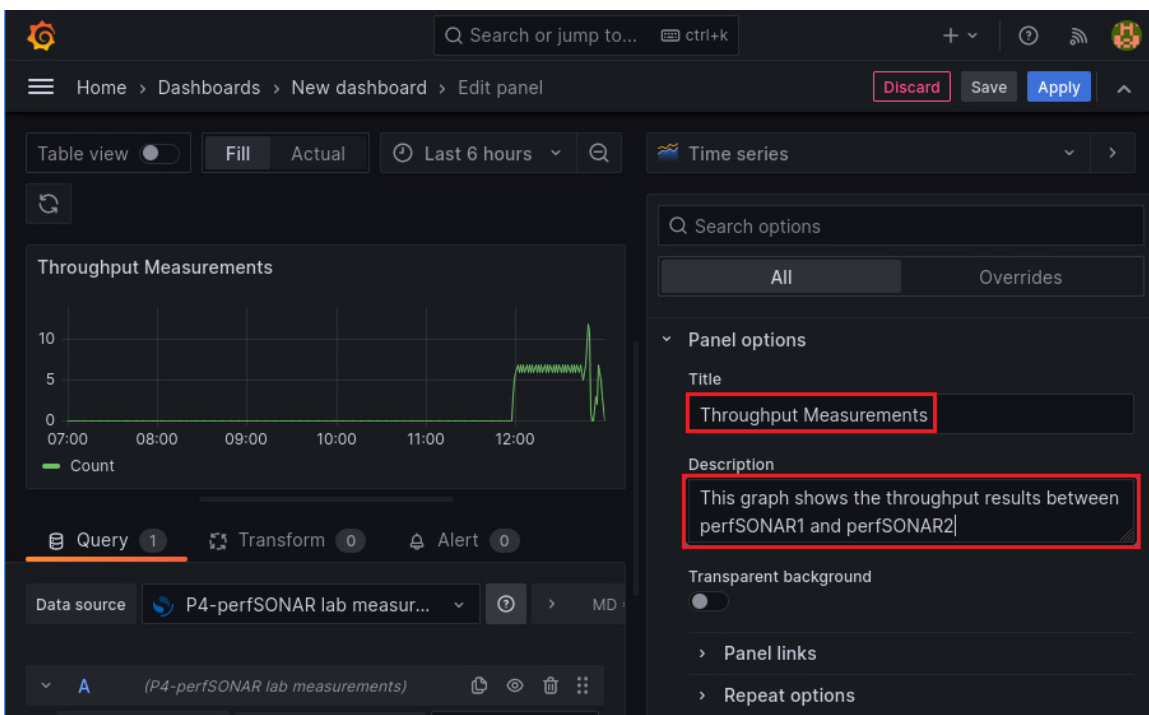 Search or jump to... ctrl+k
Home › Dashboards › New dashboard › Edit panel
Discard Save Apply
Table view Fill Actual Last 6 hours
Time series
Search options
All Overrides
Throughput Measurements
10
5
0
07:00 08:00 09:00 10:00 11:00 12:00
Count
Query 1 Transform 0 Alert 0
Data source P4-perfSONAR lab measur... MD =
A (P4-perfSONAR lab measurements)
Panel options
Title
Throughput Measurements
Description
This graph shows the throughput results between
perfSONAR1 and perfSONAR2
Transparent background
Panel links
Repeat options